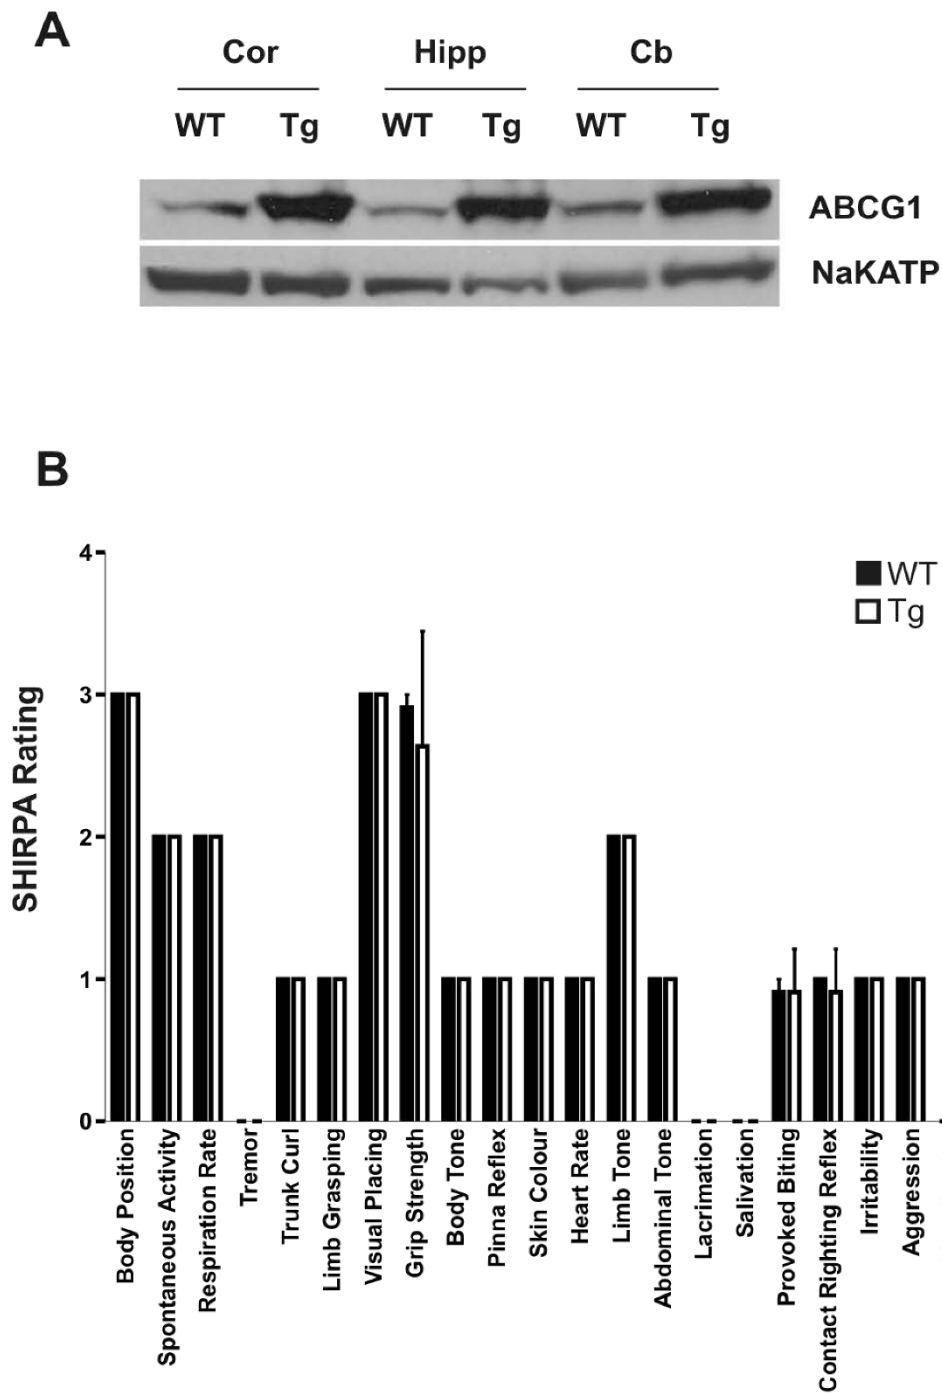 A
Cor Hipp Cb
WT Tg WT Tg WT Tg
ABCG1
NaKATP
B
WT
Tg
SHIRPA Rating
4
3
2
1
0
Body Position
Spontaneous Activity
Respiration Rate
Tremor
Trunk Curl
Limb Grasping
Visual Placing
Grip Strength
Body Tone
Pinna Reflex
Skin Colour
Heart Rate
Limb Tone
Abdominal Tone
Lacrimation
Salivation
Provoked Biting
Contact Righting Reflex
Irritability
Aggression